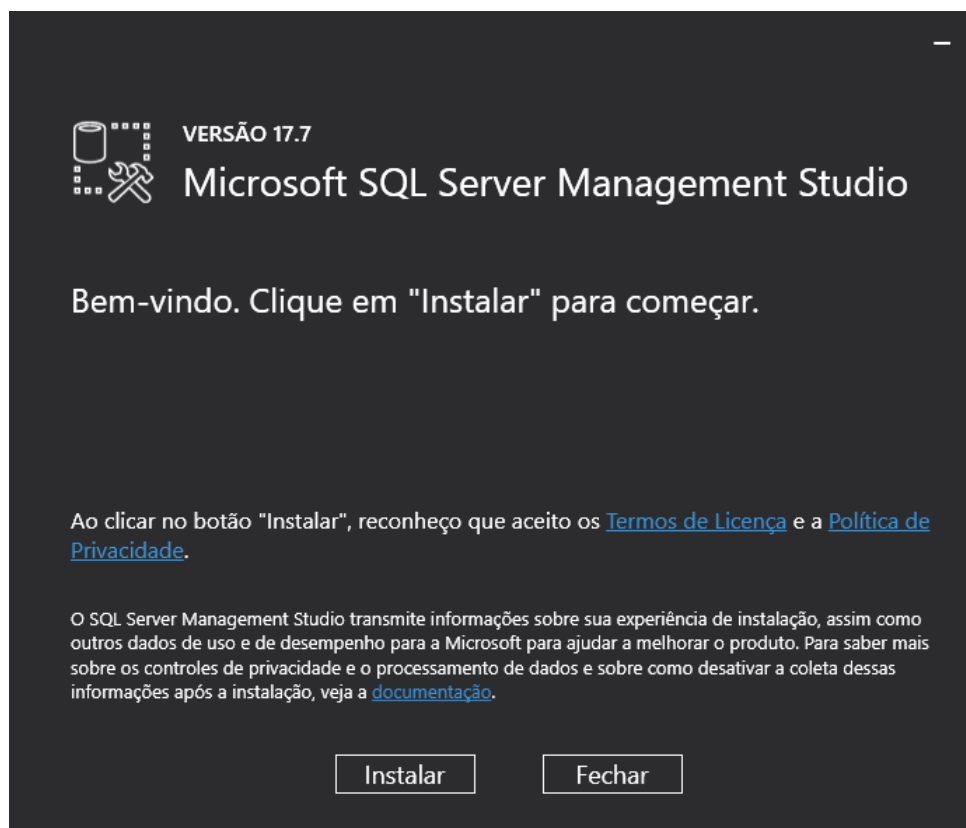 VERSÃO 17.7
Microsoft SQL Server Management Studio
Bem-vindo. Clique em "Instalar" para começar.
Ao clicar no botão "Instalar", reconheço que aceito os Termos de Licença e a Política de
Privacidade.
O SQL Server Management Studio transmite informações sobre sua experiência de instalação, assim como
outros dados de uso e de desempenho para a Microsoft para ajudar a melhorar o produto. Para saber mais
sobre os controles de privacidade e o processamento de dados e sobre como desativar a coleta dessas
informações após a instalação, veja a documentação.
Instalar
Fechar